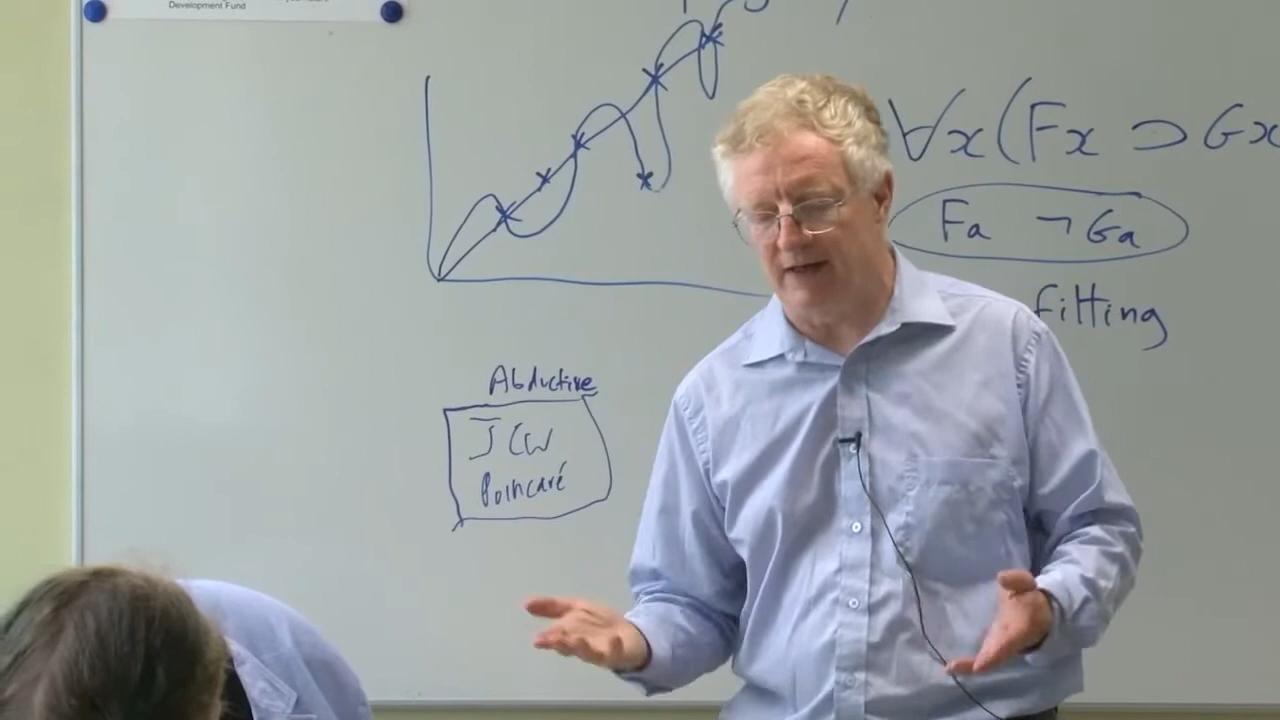 Development Fund
∀x(Fx ⊃ Gx
Fa ¬Ga
fitting
Abductive
JCW
Poincaré